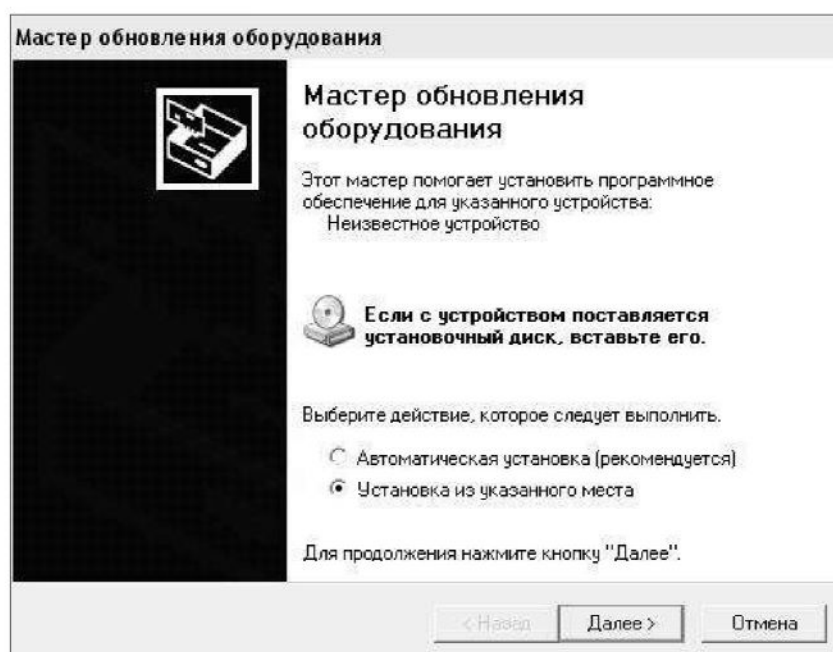 Мастер обновления оборудования
Мастер обновления
оборудования
Этот мастер помогает установить программное
обеспечение для указанного устройства:
Неизвестное устройство
Если с устройством поставляется
установочный диск, вставьте его.
Выберите действие, которое следует выполнить.
Автоматическая установка (рекомендуется)
Установка из указанного места
Для продолжения нажмите кнопку "Далее".
< Назад Далее > Отмена